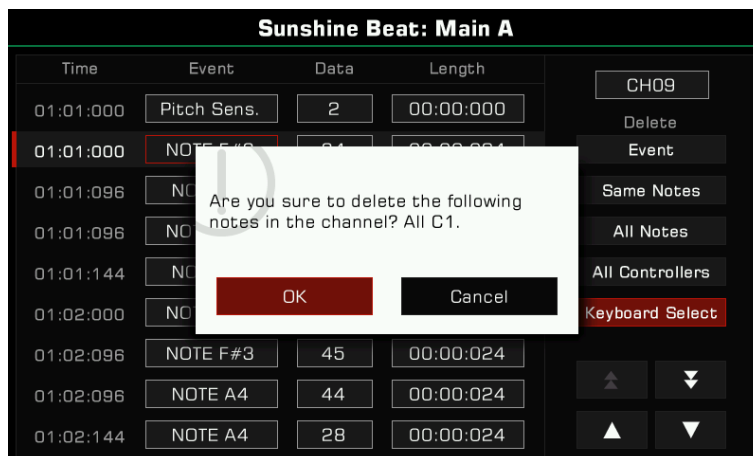 Sunshine Beat: Main A
Time Event Data Length
CH09
01:01:000 Pitch Sens. 2 00:00:000
Delete
01:01:000
Event
Are you sure to delete the following
notes in the channel? All C1.
OK Cancel
01:01:096
Same Notes
01:01:096
All Notes
01:01:144
All Controllers
01:02:000
Keyboard Select
01:02:096 NOTE F#3 45 00:00:024
01:02:096 NOTE A4 44 00:00:024
01:02:144 NOTE A4 28 00:00:024